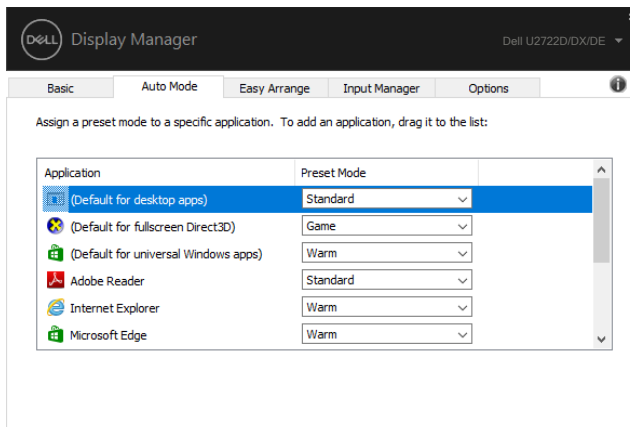 DELL Display Manager Dell U2722D/DX/DE
Basic Auto Mode Easy Arrange Input Manager Options
Assign a preset mode to a specific application. To add an application, drag it to the list:
Application Preset Mode
(Default for desktop apps) Standard
(Default for fullscreen Direct3D) Game
(Default for universal Windows apps) Warm
Adobe Reader Standard
Internet Explorer Warm
Microsoft Edge Warm